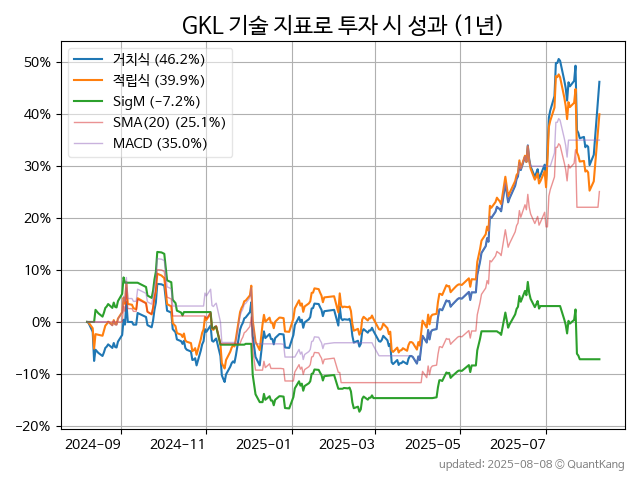 GKL 기술 지표로 투자 시 성과 (1년)
거치식 (46.2%)
적립식 (39.9%)
SigM (−7.2%)
SMA(20) (25.1%)
MACD (35.0%)
50%
40%
30%
20%
10%
0%
−10%
−20%
2024-09
2024-11
2025-01
2025-03
2025-05
2025-07
updated: 2025-08-08 © QuantKang